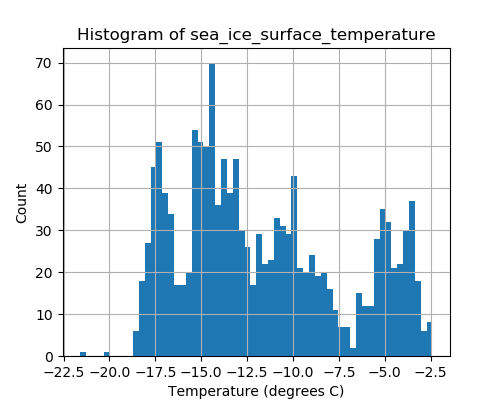 Histogram of sea_ice_surface_temperature
70
60
50
40
30
20
10
0
Count
−22.5 −20.0 −17.5 −15.0 −12.5 −10.0 −7.5 −5.0 −2.5
Temperature (degrees C)